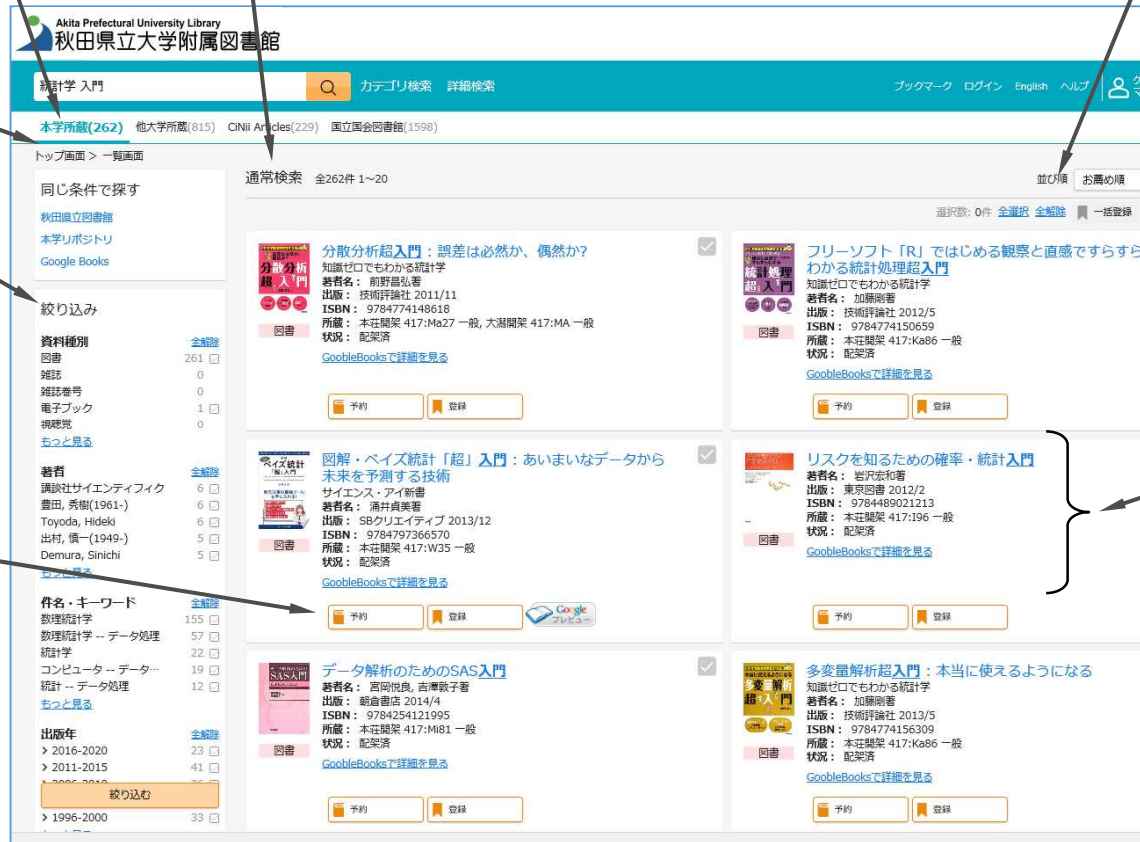 Akita Prefectural University Library
秋田県立大学附属図書館
統計学 入門
カテゴリ検索 詳細検索
ブックマーク ログイン English ヘルプ
本学所蔵(262) 他大学所蔵(815) CiNii Articles(229) 国立国会図書館(1598)
トップ画面 > 一覧画面
同じ条件で探す
秋田県立図書館
本学リポジトリ
Google Books
絞り込み
資料種別 全解除
図書 261
雑誌 0
雑誌巻号 0
電子ブック 1
視聴覚 0
もっと見る
著者 全解除
講談社サイエンティフィク 6
豊田, 秀樹(1961-) 6
Toyoda, Hideki 6
出村, 慎一(1949-) 5
Demura, Sinichi 5
もっと見る
件名・キーワード 全解除
数理統計学 155
数理統計学 -- データ処理 57
統計学 22
コンピュータ -- データ… 19
統計 -- データ処理 12
もっと見る
出版年 全解除
> 2016-2020 23
> 2011-2015 41
絞り込む
> 1996-2000 33
通常検索 全262件 1~20
並び順 お薦め順
選択数: 0件 全選択 全解除 一括登録
分散分析超入門:誤差は必然か、偶然か?
知識ゼロでもわかる統計学
著者名: 前野昌弘著
出版: 技術評論社 2011/11
ISBN: 9784774148618
所蔵: 本荘開架 417:Ma27 一般, 大潟開架 417:MA 一般
状況: 配架済
GoobleBooksで詳細を見る
図書
予約 登録
フリーソフト「R」ではじめる観察と直感ですらすら
わかる統計処理超入門
知識ゼロでもわかる統計学
著者名: 加藤剛著
出版: 技術評論社 2012/5
ISBN: 9784774150659
所蔵: 本荘開架 417:Ka86 一般
状況: 配架済
GoobleBooksで詳細を見る
図書
予約 登録
図解・ベイズ統計「超」入門:あいまいなデータから
未来を予測する技術
サイエンス・アイ新書
著者名: 涌井貞美著
出版: SBクリエイティブ 2013/12
ISBN: 9784797366570
所蔵: 本荘開架 417:W35 一般
状況: 配架済
GoobleBooksで詳細を見る
図書
予約 登録 Google プレビュー
リスクを知るための確率・統計入門
著者名: 岩沢宏和著
出版: 東京図書 2012/2
ISBN: 9784489021213
所蔵: 本荘開架 417:I96 一般
状況: 配架済
GoobleBooksで詳細を見る
図書
予約 登録
データ解析のためのSAS入門
著者名: 宮岡悦良, 吉澤敦子著
出版: 朝倉書店 2014/4
ISBN: 9784254121995
所蔵: 本荘開架 417:Mi81 一般
状況: 配架済
GoobleBooksで詳細を見る
図書
予約 登録
多変量解析超入門:本当に使えるようになる
知識ゼロでもわかる統計学
著者名: 加藤剛著
出版: 技術評論社 2013/5
ISBN: 9784774156309
所蔵: 本荘開架 417:Ka86 一般
状況: 配架済
GoobleBooksで詳細を見る
図書
予約 登録